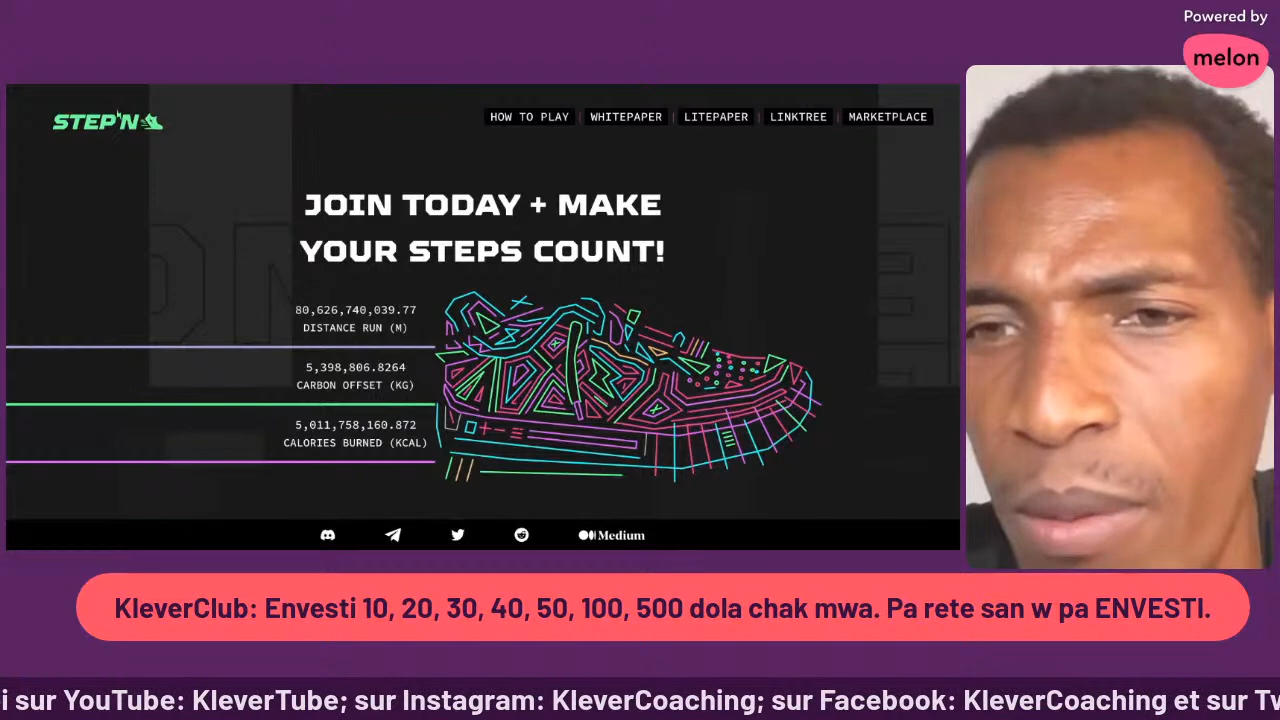 Powered by
melon
STEP'N
HOW TO PLAY
WHITEPAPER
LITEPAPER
LINKTREE
MARKETPLACE
JOIN TODAY + MAKE
YOUR STEPS COUNT!
80,626,740,039.77
DISTANCE RUN (M)
5,398,806.8264
CARBON OFFSET (KG)
5,011,758,160.872
CALORIES BURNED (KCAL)
Medium
KleverClub: Envesti 10, 20, 30, 40, 50, 100, 500 dola chak mwa. Pa rete san w pa ENVESTI.
i sur YouTube: KleverTube; sur Instagram: KleverCoaching; sur Facebook: KleverCoaching et sur Tw